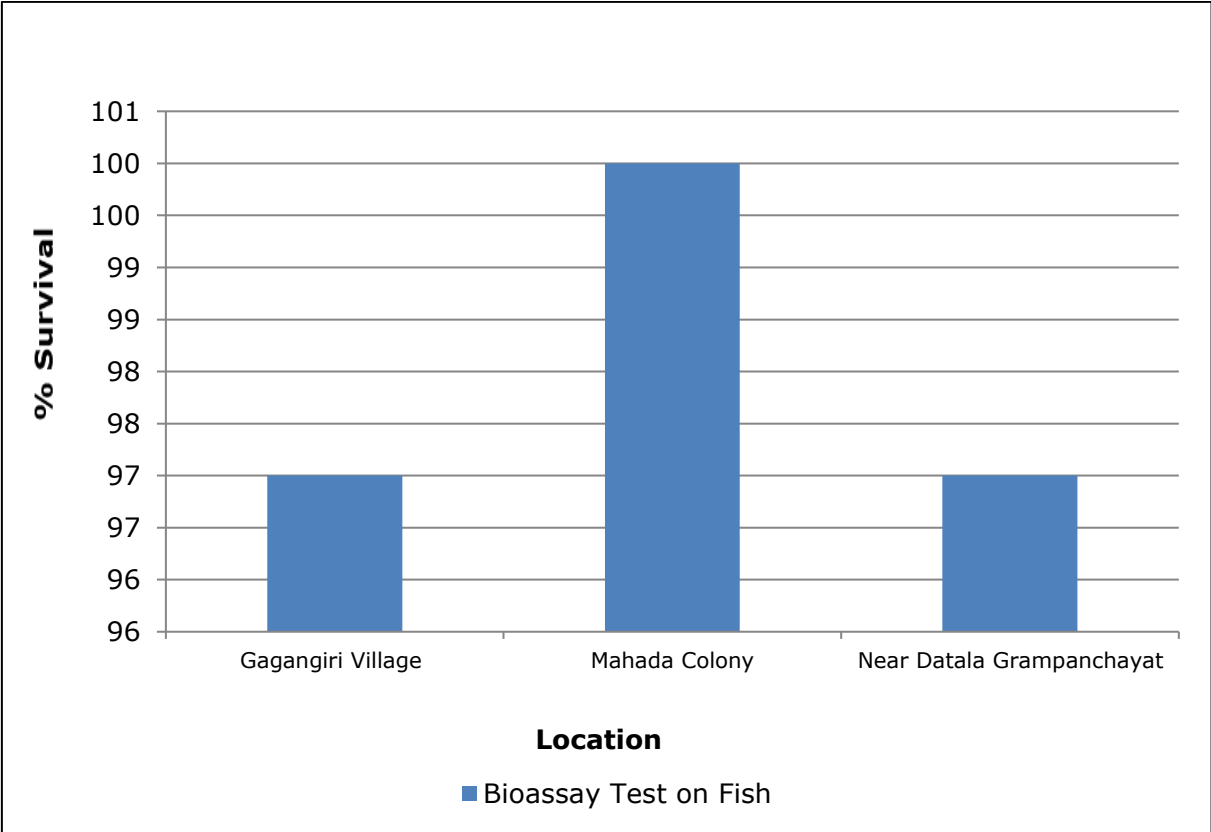 % Survival
101
100
100
99
99
98
98
97
97
96
96
Gagangiri Village
Mahada Colony
Near Datala Grampanchayat
Location
Bioassay Test on Fish